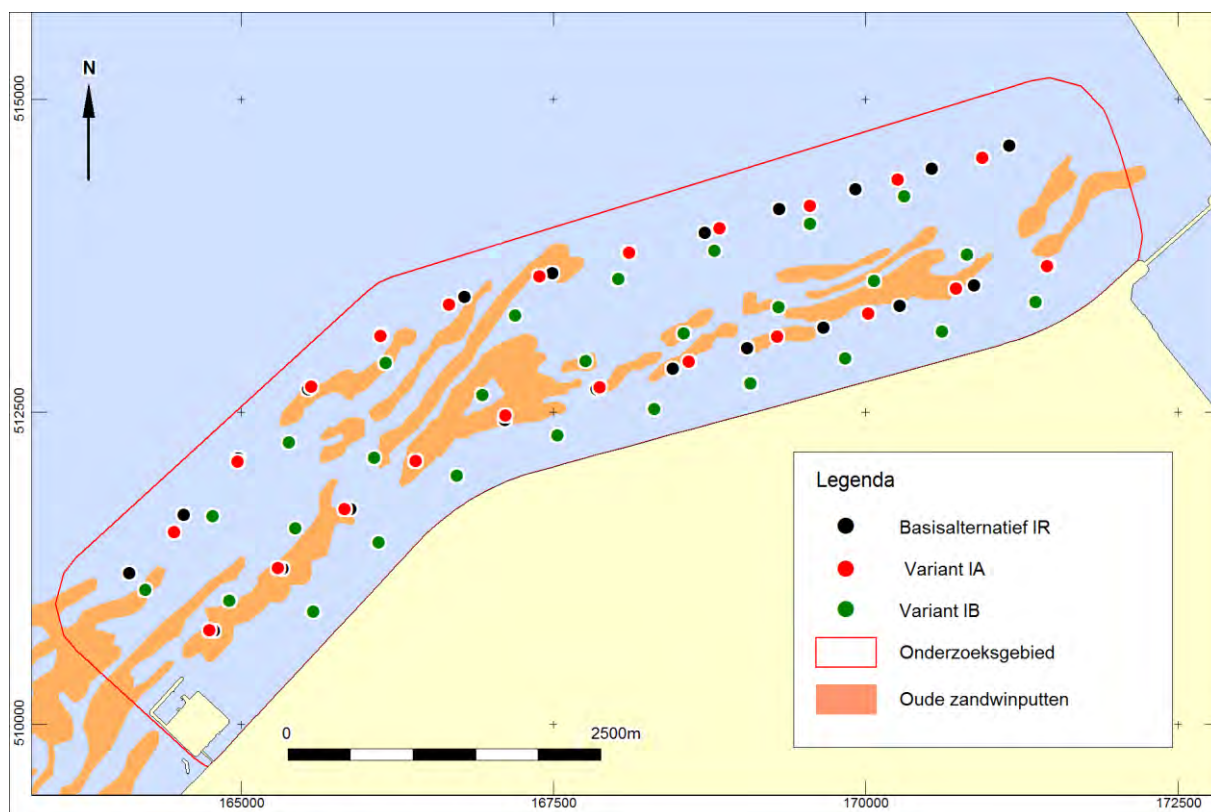 N
515000
512500
510000
Legenda
Basisalternatief IR
Variant IA
Variant IB
Onderzoeksgebied
Oude zandwinputten
0 2500m
165000 167500 170000 172500